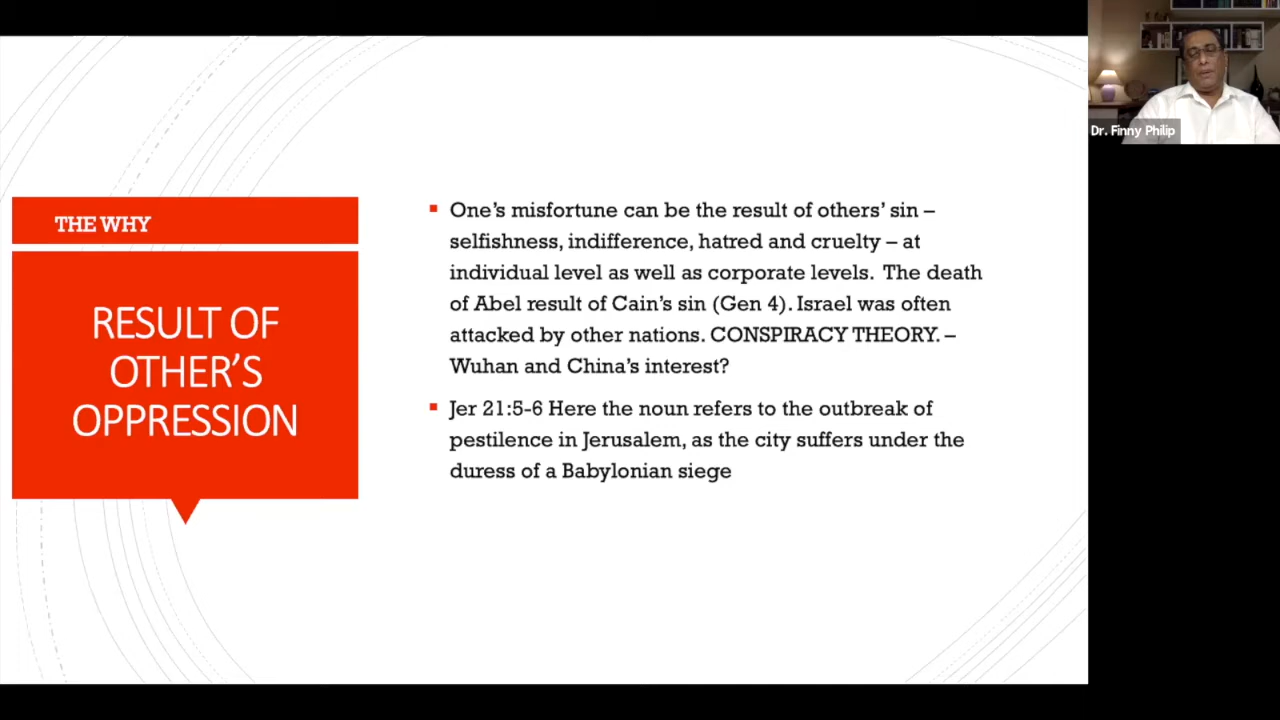 THE WHY
RESULT OF
OTHER'S
OPPRESSION
▪ One's misfortune can be the result of others' sin –
selfishness, indifference, hatred and cruelty – at
individual level as well as corporate levels. The death
of Abel result of Cain's sin (Gen 4). Israel was often
attacked by other nations. CONSPIRACY THEORY. –
Wuhan and China's interest?
▪ Jer 21:5-6 Here the noun refers to the outbreak of
pestilence in Jerusalem, as the city suffers under the
duress of a Babylonian siege
Dr. Finny Philip